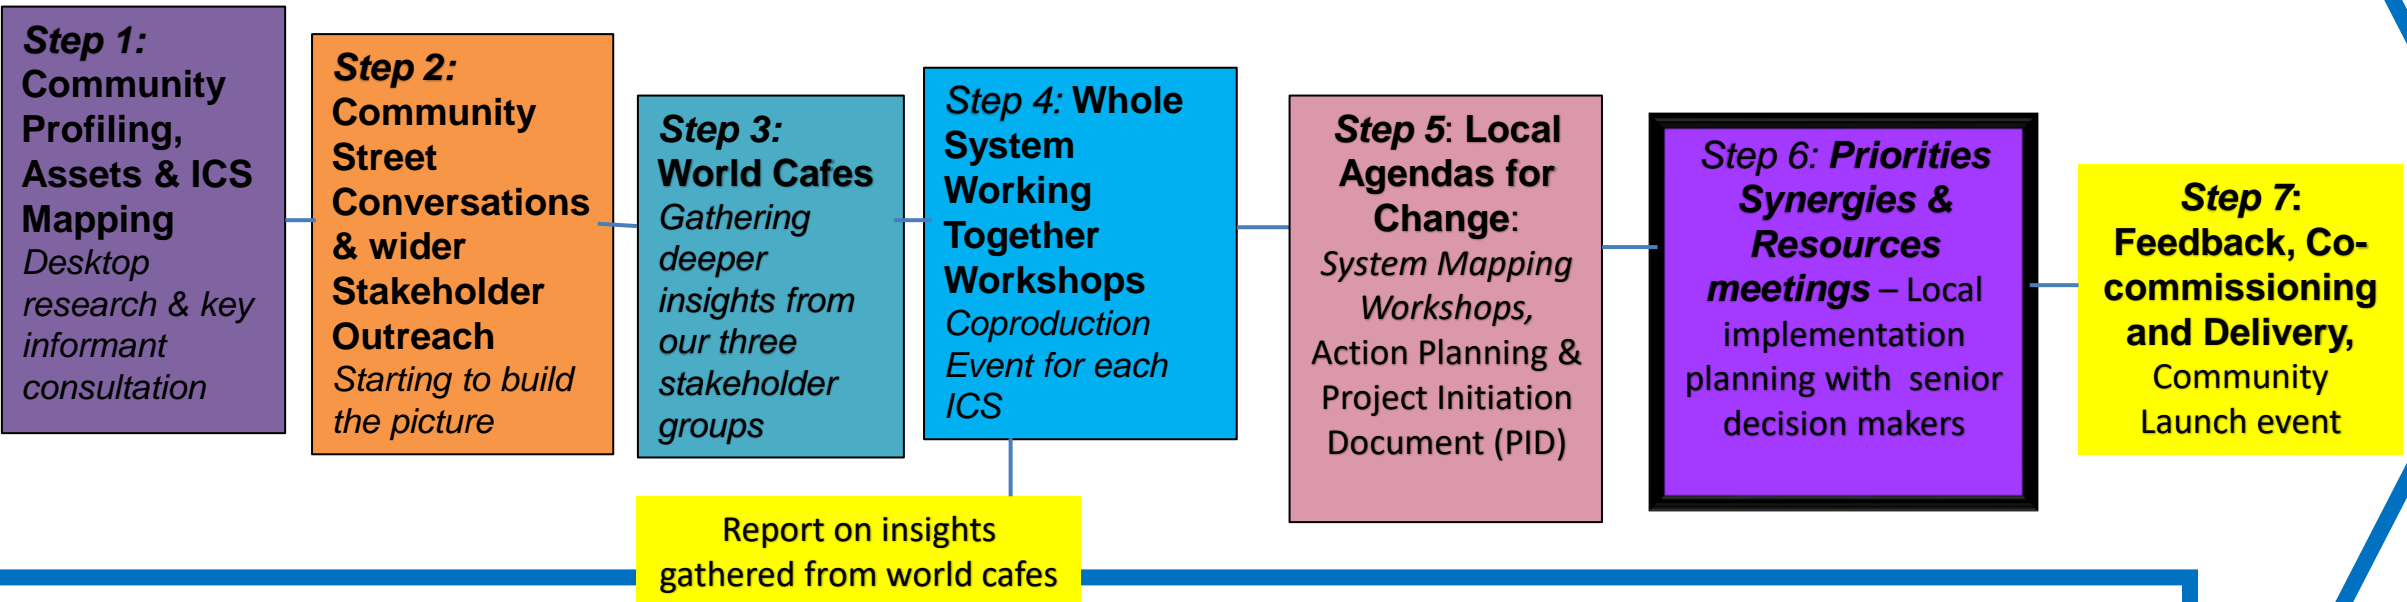 Step 1:
Community
Profiling,
Assets & ICS
Mapping
Desktop
research & key
informant
consultation
Step 2:
Community
Street
Conversations
& wider
Stakeholder
Outreach
Starting to build
the picture
Step 3:
World Cafes
Gathering
deeper
insights from
our three
stakeholder
groups
Step 4: Whole
System
Working
Together
Workshops
Coproduction
Event for each
ICS
Report on insights
gathered from world cafes
Step 5: Local
Agendas for
Change:
System Mapping
Workshops,
Action Planning &
Project Initiation
Document (PID)
Step 6: Priorities
Synergies &
Resources
meetings – Local
implementation
planning with senior
decision makers
Step 7:
Feedback, Co-
commissioning
and Delivery,
Community
Launch event